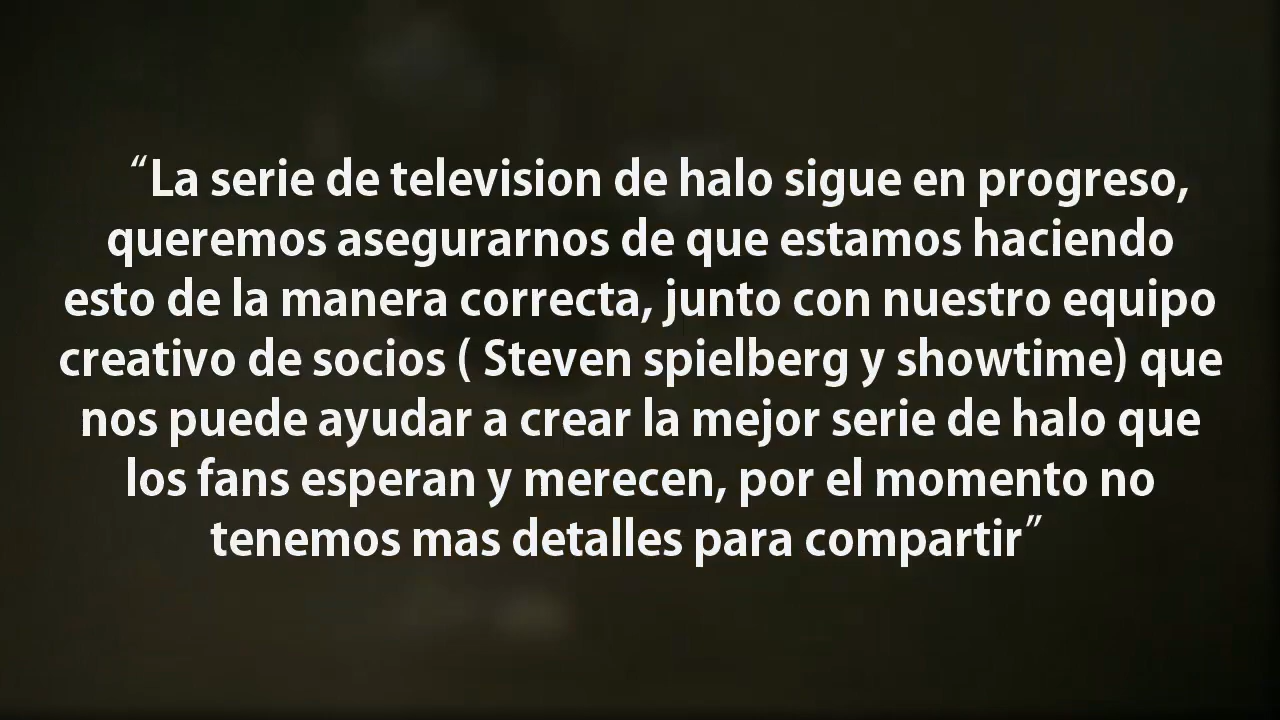 “La serie de television de halo sigue en progreso,
queremos asegurarnos de que estamos haciendo
esto de la manera correcta, junto con nuestro equipo
creativo de socios ( Steven spielberg y showtime) que
nos puede ayudar a crear la mejor serie de halo que
los fans esperan y merecen, por el momento no
tenemos mas detalles para compartir”